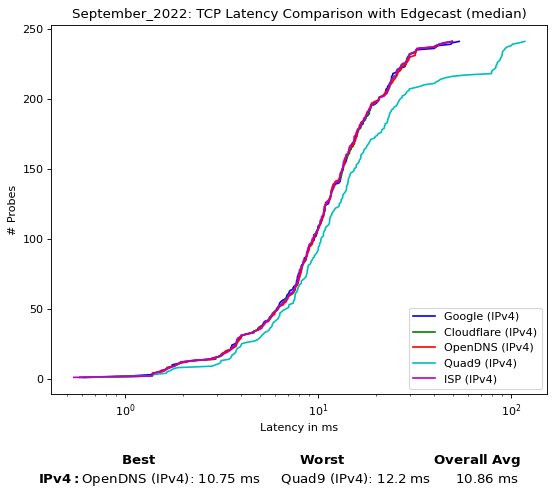 September_2022: TCP Latency Comparison with Edgecast (median)
250
200
150
100
50
0
# Probes
10⁰
10¹
10²
Latency in ms
Google (IPv4)
Cloudflare (IPv4)
OpenDNS (IPv4)
Quad9 (IPv4)
ISP (IPv4)
Best Worst Overall Avg
IPv4: OpenDNS (IPv4): 10.75 ms Quad9 (IPv4): 12.2 ms 10.86 ms